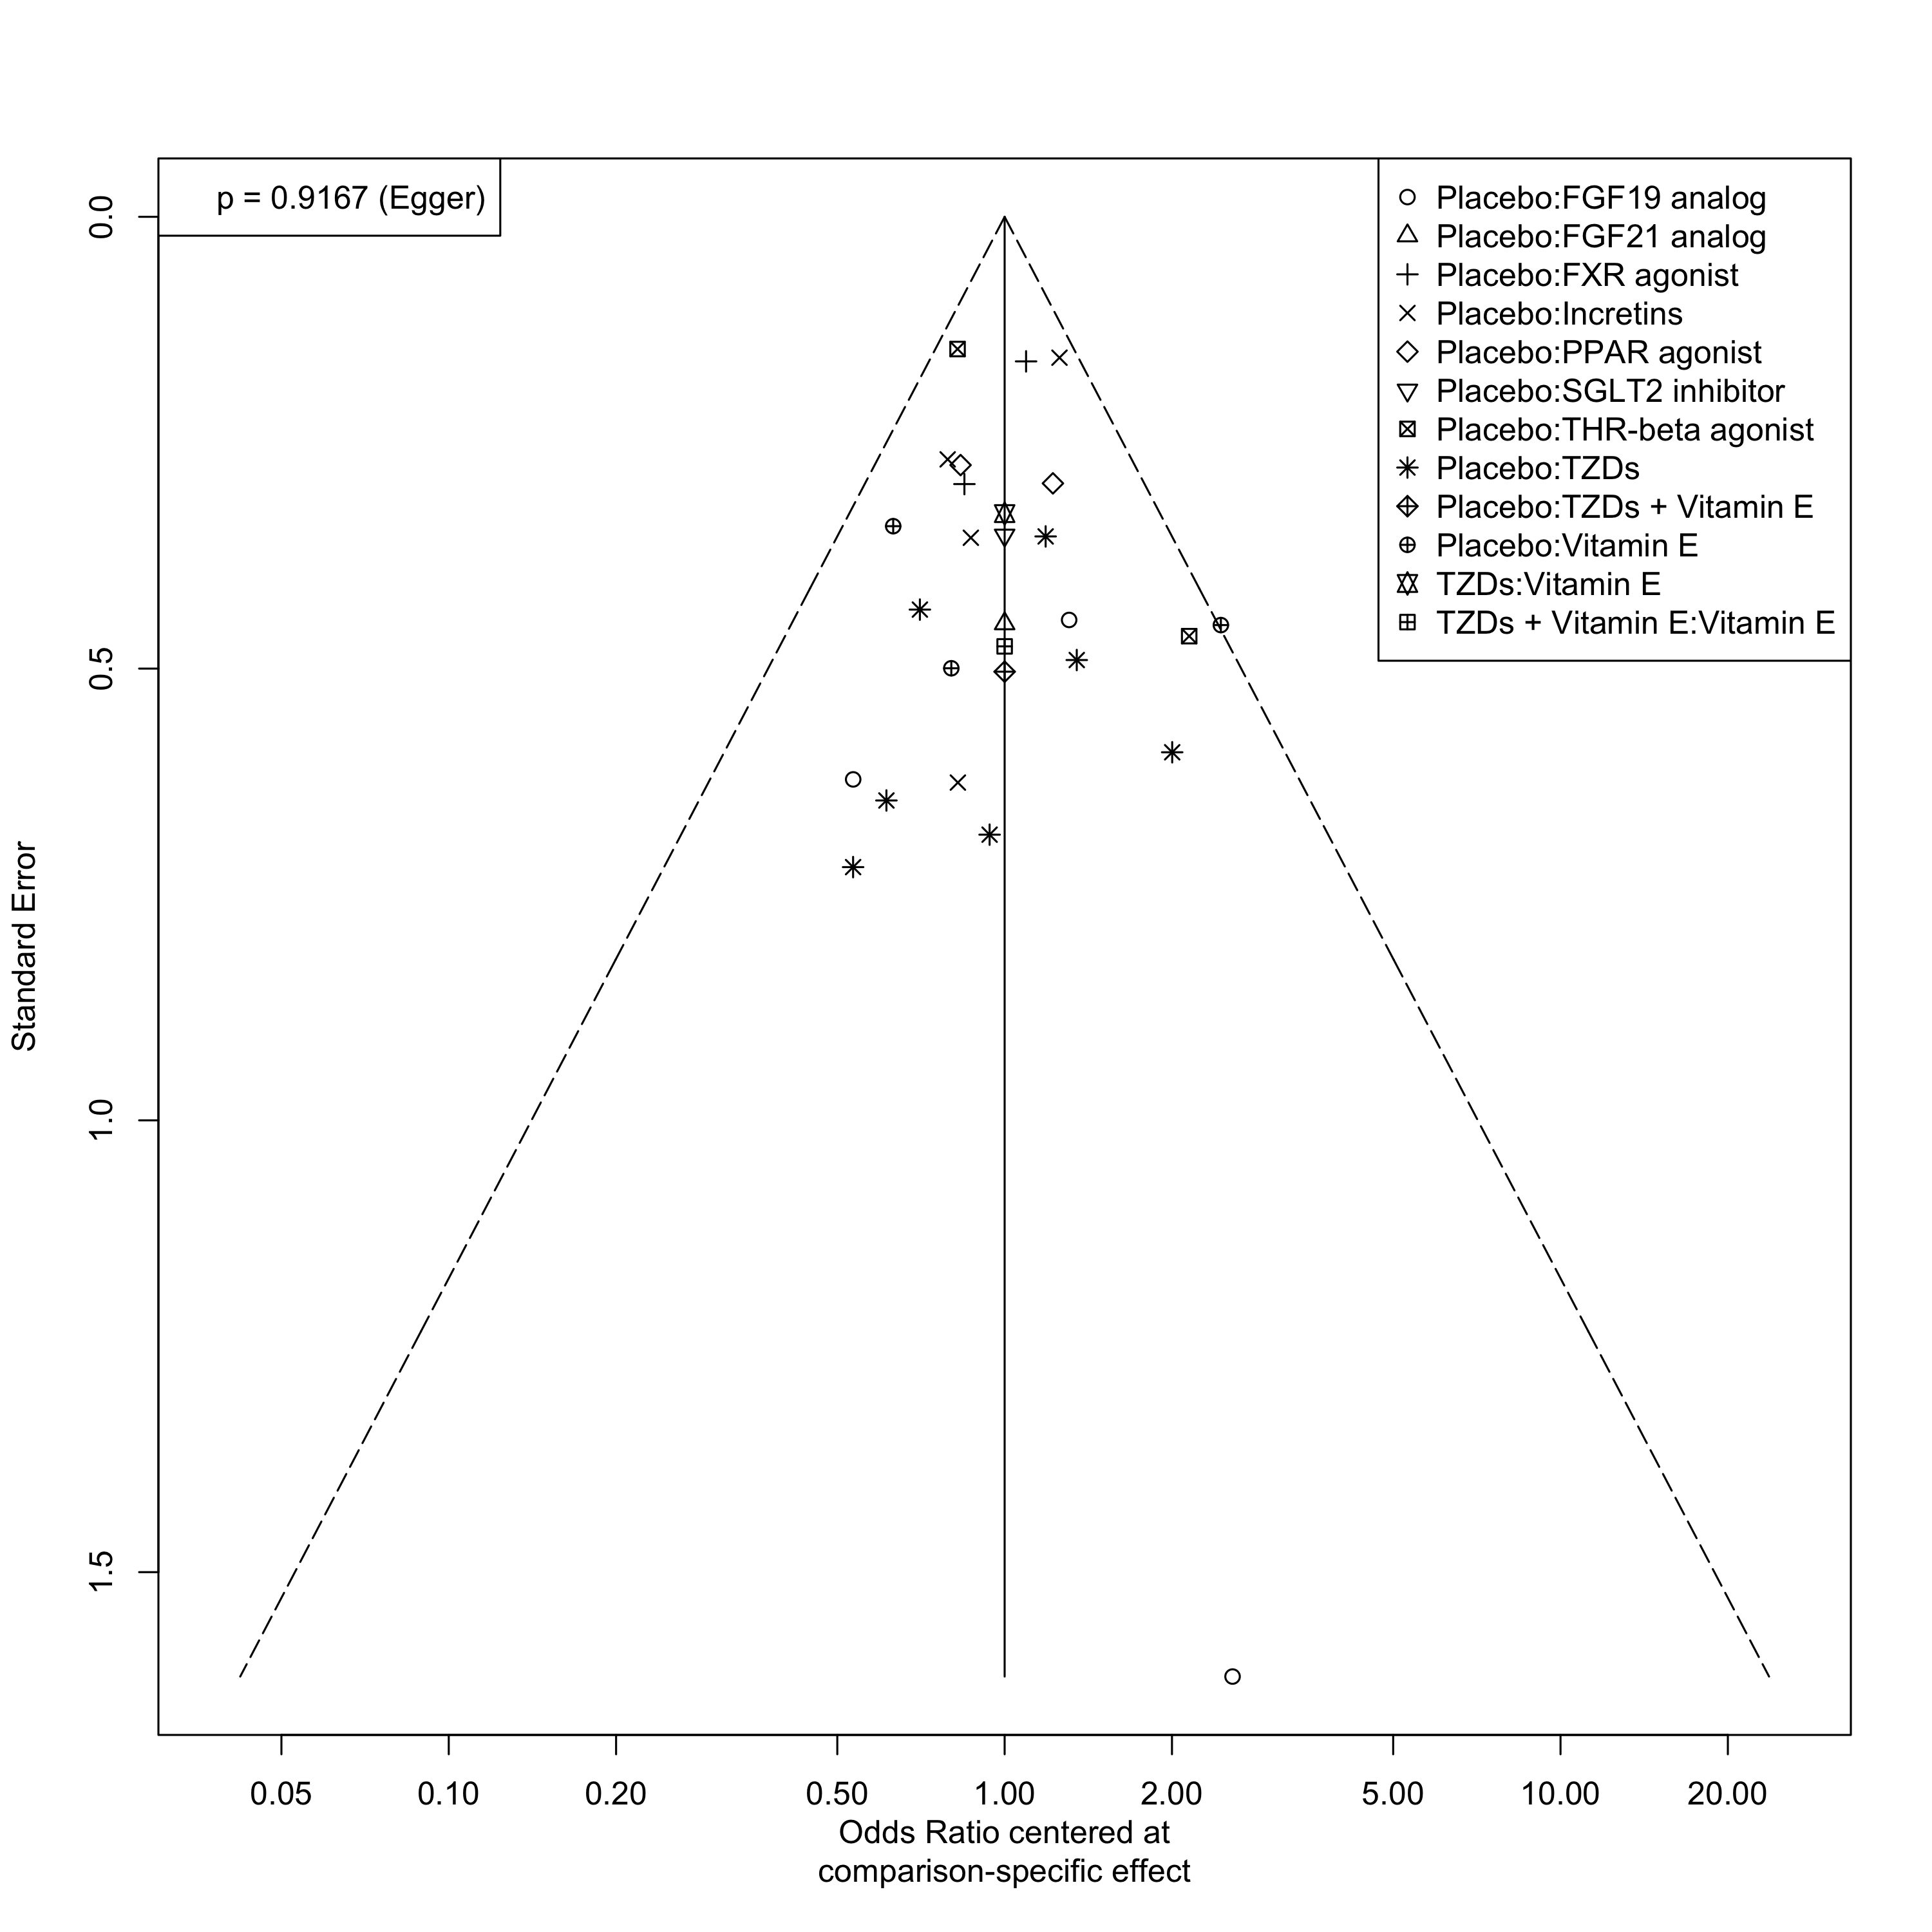 p = 0.9167 (Egger)
Placebo:FGF19 analog
Placebo:FGF21 analog
Placebo:FXR agonist
Placebo:Incretins
Placebo:PPAR agonist
Placebo:SGLT2 inhibitor
Placebo:THR-beta agonist
Placebo:TZDs
Placebo:TZDs + Vitamin E
Placebo:Vitamin E
TZDs:Vitamin E
TZDs + Vitamin E:Vitamin E
Standard Error
0.0
0.5
1.0
1.5
0.05 0.10 0.20 0.50 1.00 2.00 5.00 10.00 20.00
Odds Ratio centered at
comparison-specific effect